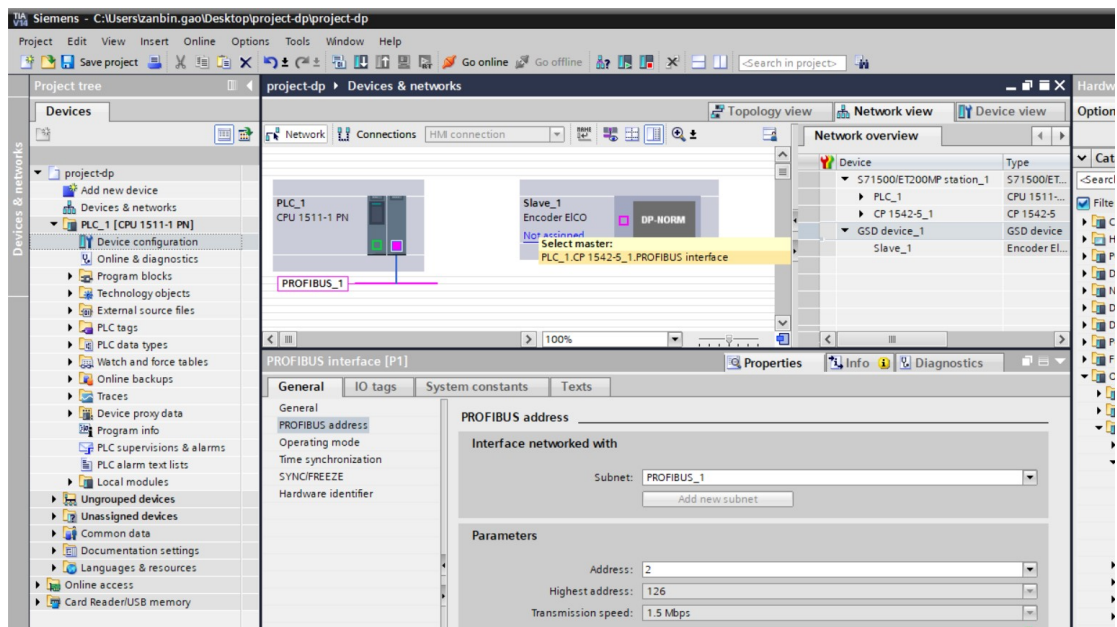 TIA V14 Siemens - C:\Users\zanbin.gao\Desktop\project-dp\project-dp
Project Edit View Insert Online Options Tools Window Help
Save project Go online Go offline <Search in project>
Project tree
project-dp Devices & networks
Hardw
Devices
Topology view Network view Device view
Option
Network Connections HMI connection
Network overview
Devices & networks
Device Type
Cat
S71500/ET200MP station_1 S71500/ET...
<Searc
PLC_1 CPU 1511-...
Filte
CP 1542-5_1 CP 1542-5
GSD device_1 GSD device
Slave_1 Encoder El...
project-dp
Add new device
Devices & networks
PLC_1 [CPU 1511-1 PN]
Device configuration
Online & diagnostics
Program blocks
Technology objects
External source files
PLC tags
PLC data types
Watch and force tables
Online backups
Traces
Device proxy data
Program info
PLC supervisions & alarms
PLC alarm text lists
Local modules
Ungrouped devices
Unassigned devices
Common data
Documentation settings
Languages & resources
Online access
Card Reader/USB memory
PLC_1
CPU 1511-1 PN
Slave_1
Encoder ElCO
Not assigned
DP-NORM
Select master:
PLC_1.CP 1542-5_1.PROFIBUS interface
PROFIBUS_1
100%
PROFIBUS interface [P1]
Properties Info Diagnostics
General IO tags System constants Texts
General
PROFIBUS address
Operating mode
Time synchronization
SYNC/FREEZE
Hardware identifier
PROFIBUS address
Interface networked with
Subnet: PROFIBUS_1
Add new subnet
Parameters
Address: 2
Highest address: 126
Transmission speed: 1.5 Mbps